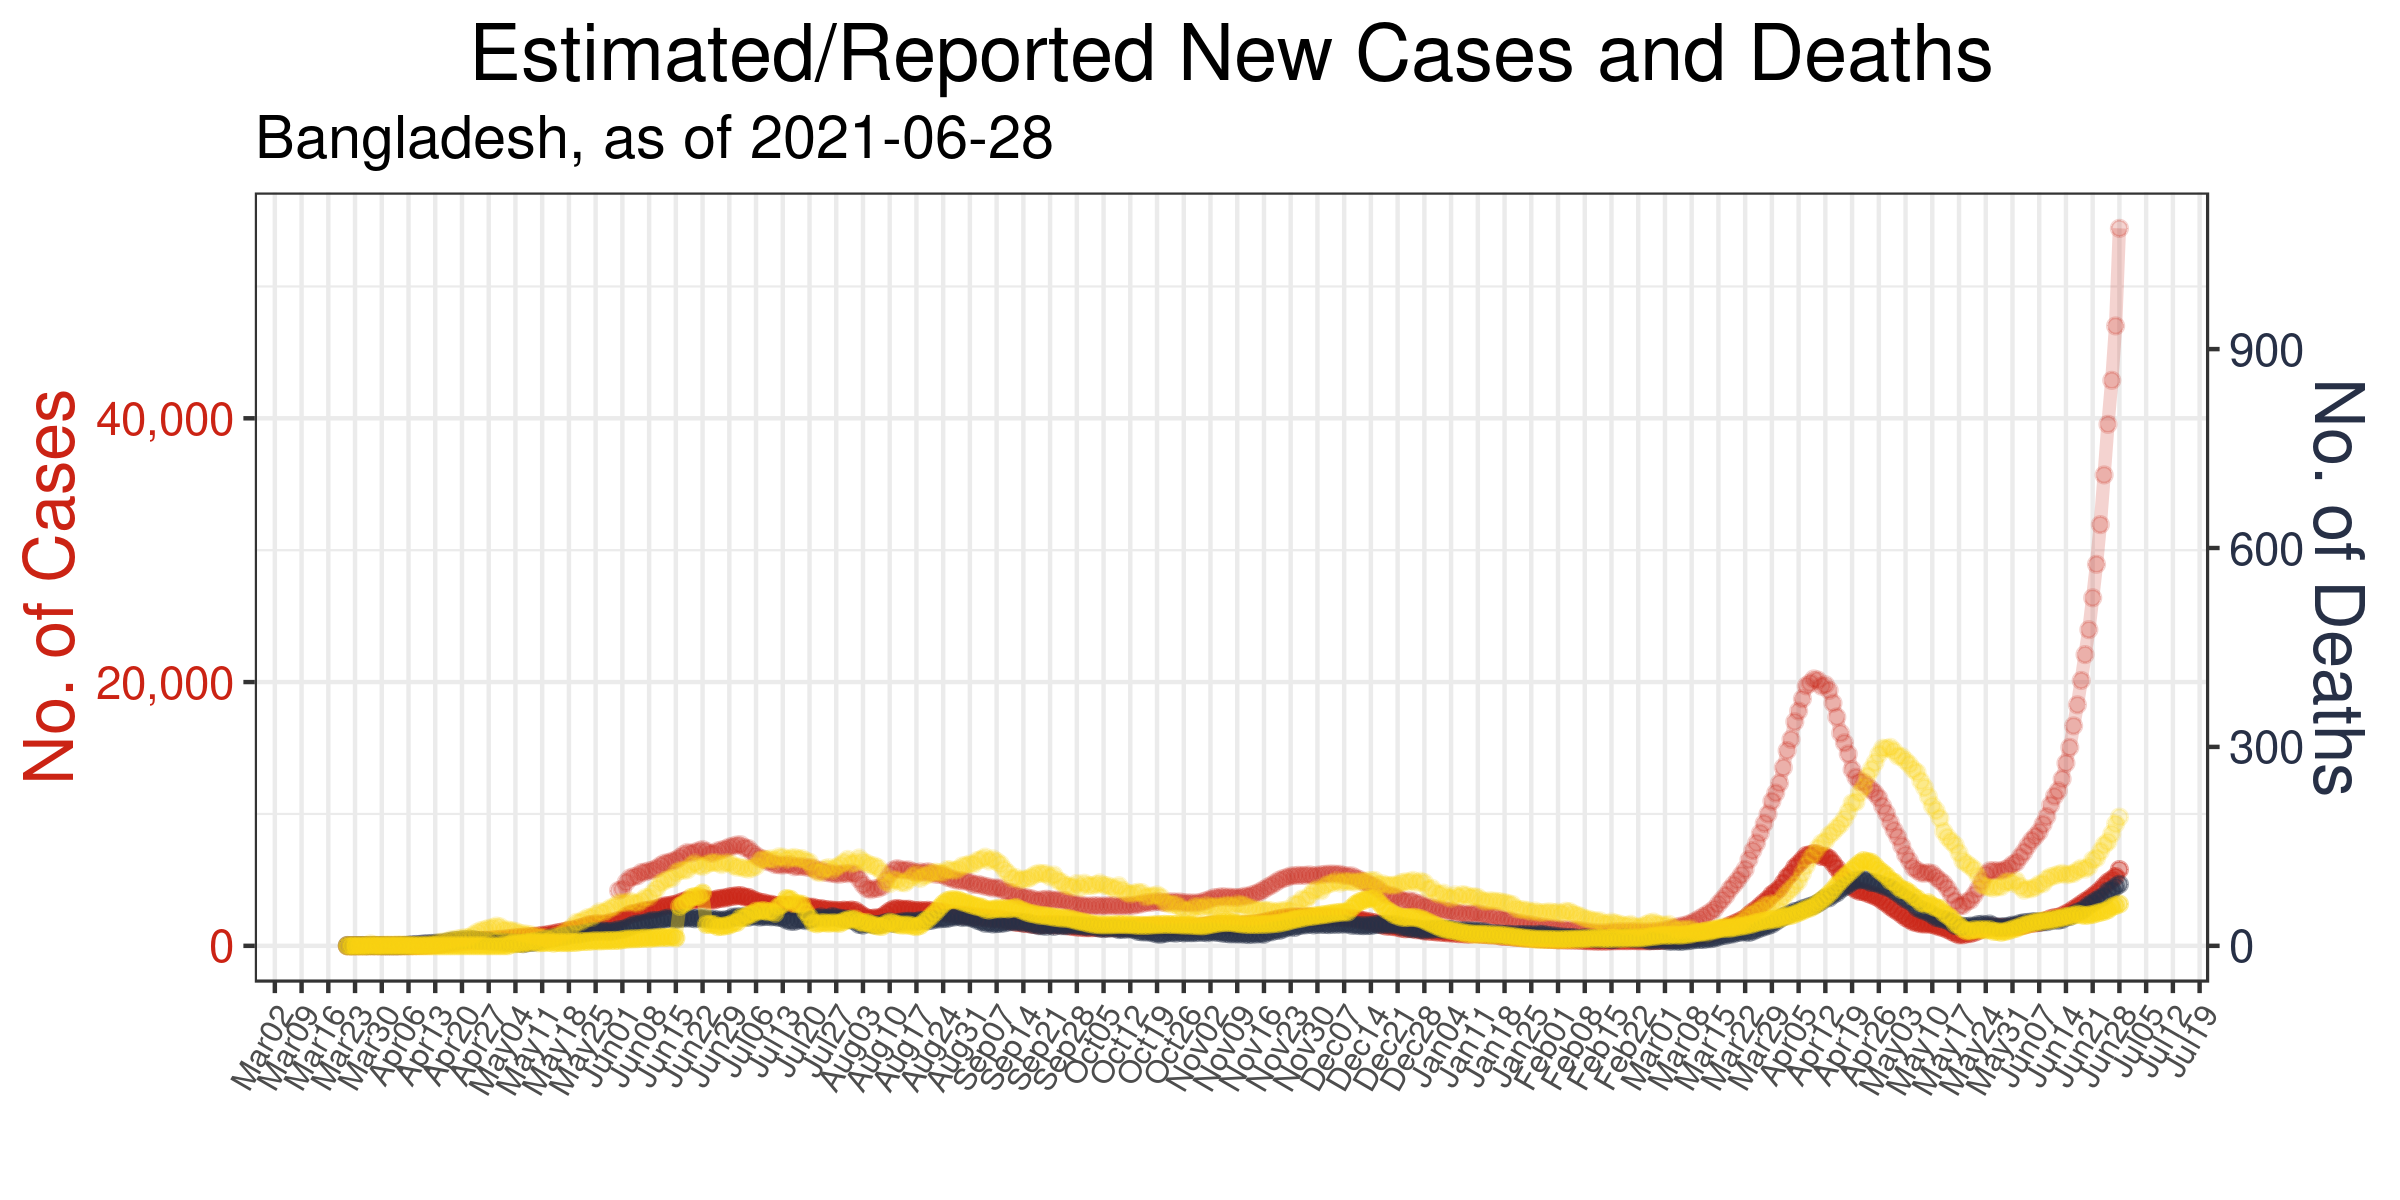 Estimated/Reported New Cases and Deaths
Bangladesh, as of 2021-06-28
No. of Cases
40,000
20,000
0
900
600
300
0
No. of Deaths
Mar02 Mar09 Mar16 Mar23 Mar30 Apr06 Apr13 Apr20 Apr27 May04 May11 May18 May25 Jun01 Jun08 Jun15 Jun22 Jun29 Jul06 Jul13 Jul20 Jul27 Aug03 Aug10 Aug17 Aug24 Aug31 Sep07 Sep14 Sep21 Sep28 Oct05 Oct12 Oct19 Oct26 Nov02 Nov09 Nov16 Nov23 Nov30 Dec07 Dec14 Dec21 Dec28 Jan04 Jan11 Jan18 Jan25 Feb01 Feb08 Feb15 Feb22 Mar01 Mar08 Mar15 Mar22 Mar29 Apr05 Apr12 Apr19 Apr26 May03 May10 May17 May24 May31 Jun07 Jun14 Jun21 Jun28 Jul05 Jul12 Jul19